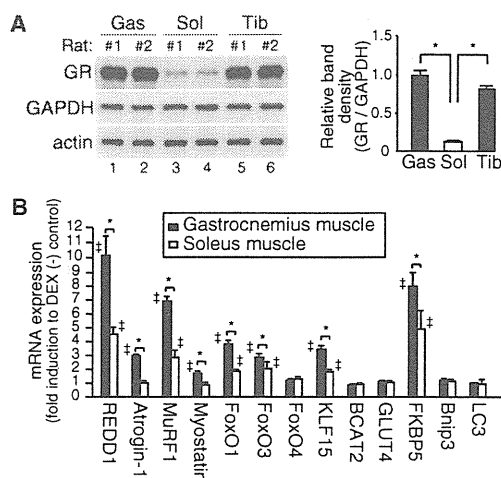 A
Gas Sol Tib
Rat: #1 #2 #1 #2 #1 #2
GR
GAPDH
actin
1 2 3 4 5 6
Relative band
density
(GR / GAPDH)
1.5
1.0
0.5
0
* *
Gas Sol Tib
B
mRNA expression
(fold induction to DEX (-) control)
12
11
10
9
8
7
6
5
4
3
2
1
0
Gastrocnemius muscle
Soleus muscle
‡ * ‡
*
‡ * ‡
‡ *
‡ * ‡
‡ * ‡
‡ * ‡
‡ * ‡
REDD1
Atrogin-1
MuRF1
Myostatin
FoxO1
FoxO3
FoxO4
KLF15
BCAT2
GLUT4
FKBP5
Bnip3
LC3